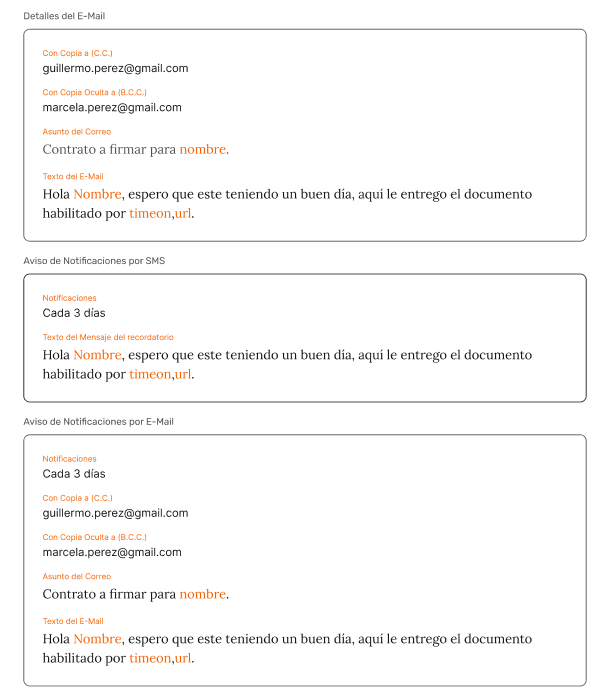 Detalles del E-Mail
Con Copia a (C.C.)
guillermo.perez@gmail.com
Con Copia Oculta a (B.C.C.)
marcela.perez@gmail.com
Asunto del Correo
Contrato a firmar para nombre.
Texto del E-Mail
Hola Nombre, espero que este teniendo un buen día, aquí le entrego el documento
habilitado por timeon,url.
Aviso de Notificaciones por SMS
Notificaciones
Cada 3 días
Texto del Mensaje del recordatorio
Hola Nombre, espero que este teniendo un buen día, aquí le entrego el documento
habilitado por timeon,url.
Aviso de Notificaciones por E-Mail
Notificaciones
Cada 3 días
Con Copia a (C.C.)
guillermo.perez@gmail.com
Con Copia Oculta a (B.C.C.)
marcela.perez@gmail.com
Asunto del Correo
Contrato a firmar para nombre.
Texto del E-Mail
Hola Nombre, espero que este teniendo un buen día, aquí le entrego el documento
habilitado por timeon,url.